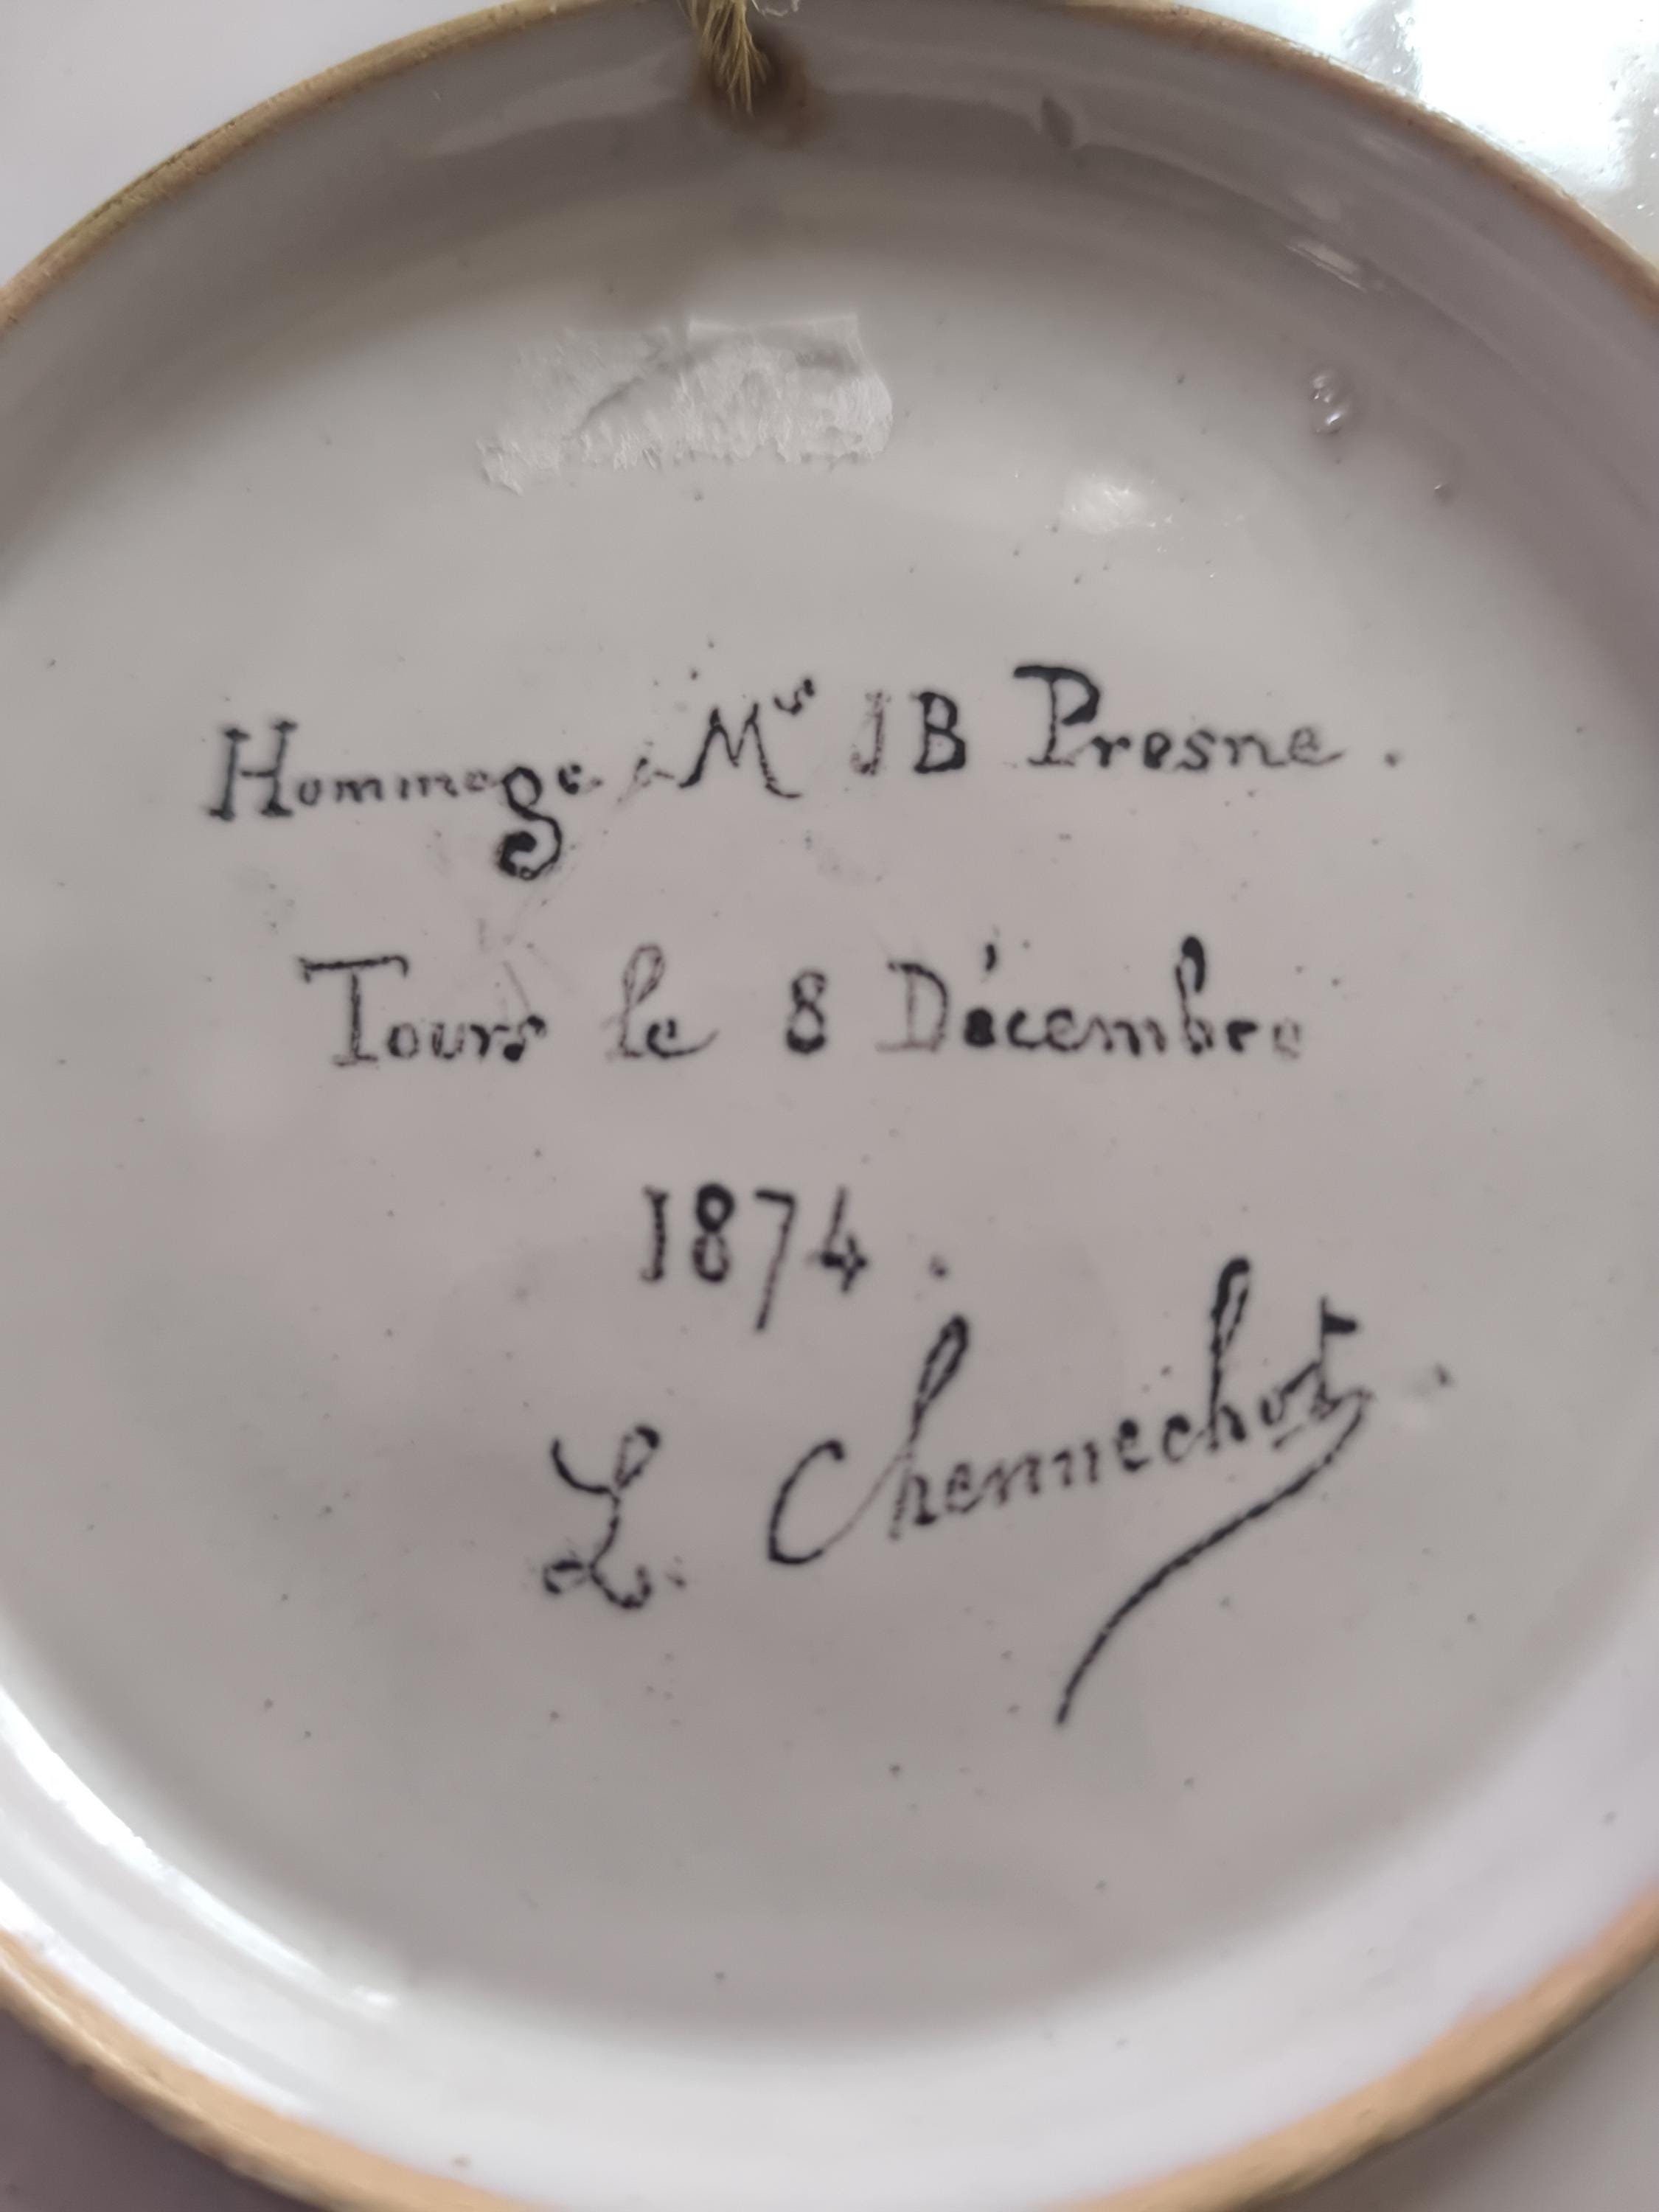 Hommage à Mr JB Presne.
Tours le 8 Décembre
1874.
L. Chennechot.